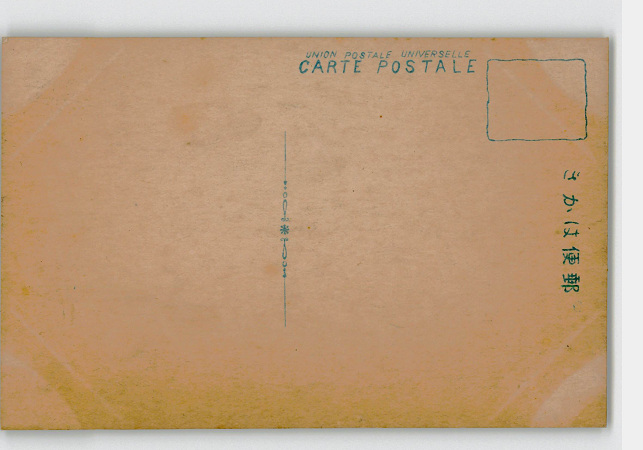 UNION POSTALE UNIVERSELLE
CARTE POSTALE
きかは便郵